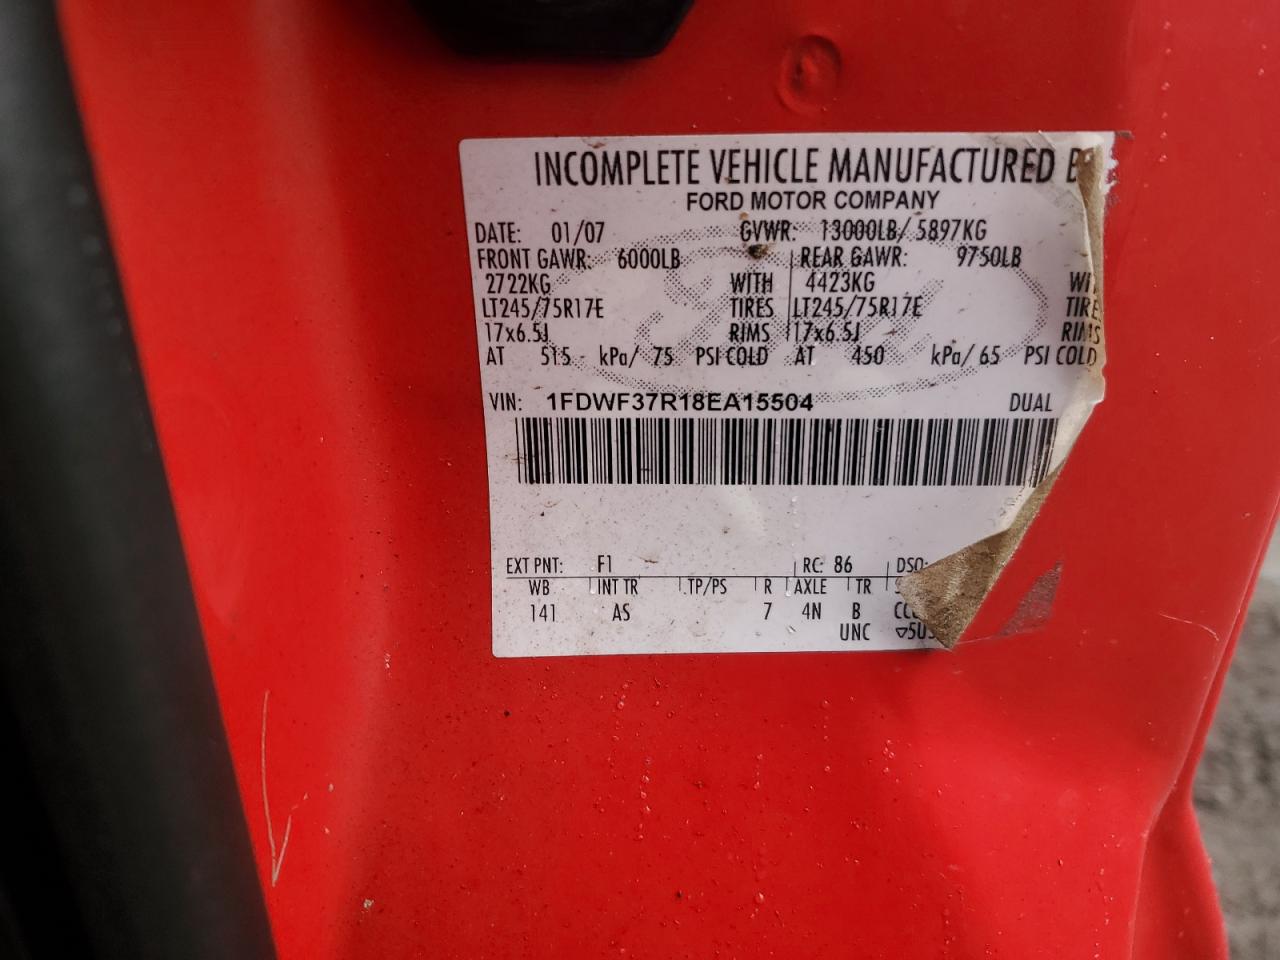 INCOMPLETE VEHICLE MANUFACTURED
FORD MOTOR COMPANY
DATE: 01/07 GVWR: 13000LB/ 5897KG
FRONT GAWR: 6000LB REAR GAWR: 9750LB
2722KG WITH 4423KG
LT245/75R17E TIRES LT245/75R17E TIRE
17x6.5J RIMS 17x6.5J RIMS
AT 515 kPa/ 75 PSI COLD AT 450 kPa/ 65 PSI COLD
VIN: 1FDWF37R18EA15504 DUAL
EXT PNT: F1 RC: 86 DSO:
WB INT TR TP/PS R AXLE TR
141 AS 7 4N B
UNC